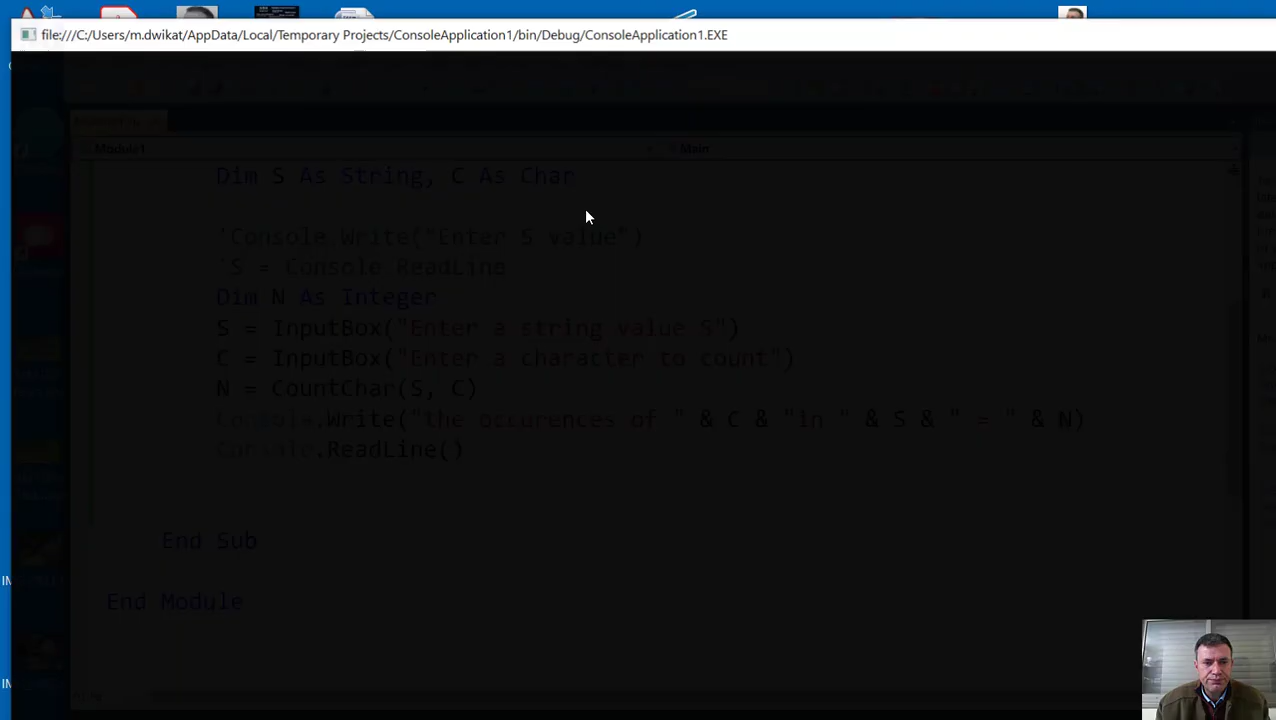 file:///C:/Users/m.dwikat/AppData/Local/Temporary Projects/ConsoleApplication1/bin/Debug/ConsoleApplication1.EXE
Module1
Main
Dim S As String, C As Char
'Console Write("Enter S value")
'S = Console ReadLine
Dim N As Integer
S = InputBox("Enter a string value S")
C = InputBox("Enter a character to count")
N = CountChar(S, C)
Console.Write("the occurences of " & C & "In " & S & " = " & N)
Console.ReadLine()
End Sub
End Module